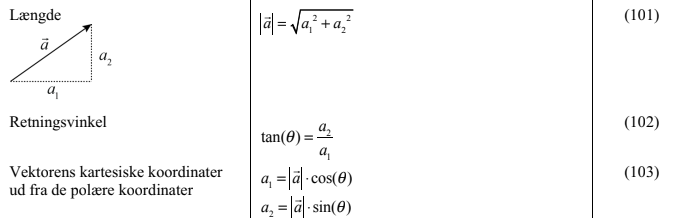 Længde
|a⃗| = √(a₁² + a₂²)
(101)
a⃗
a₂
a₁
Retningsvinkel
tan(θ) = a₂/a₁
(102)
Vektorens kartesiske koordinater
ud fra de polære koordinater
a₁ = |a⃗| · cos(θ)
a₂ = |a⃗| · sin(θ)
(103)